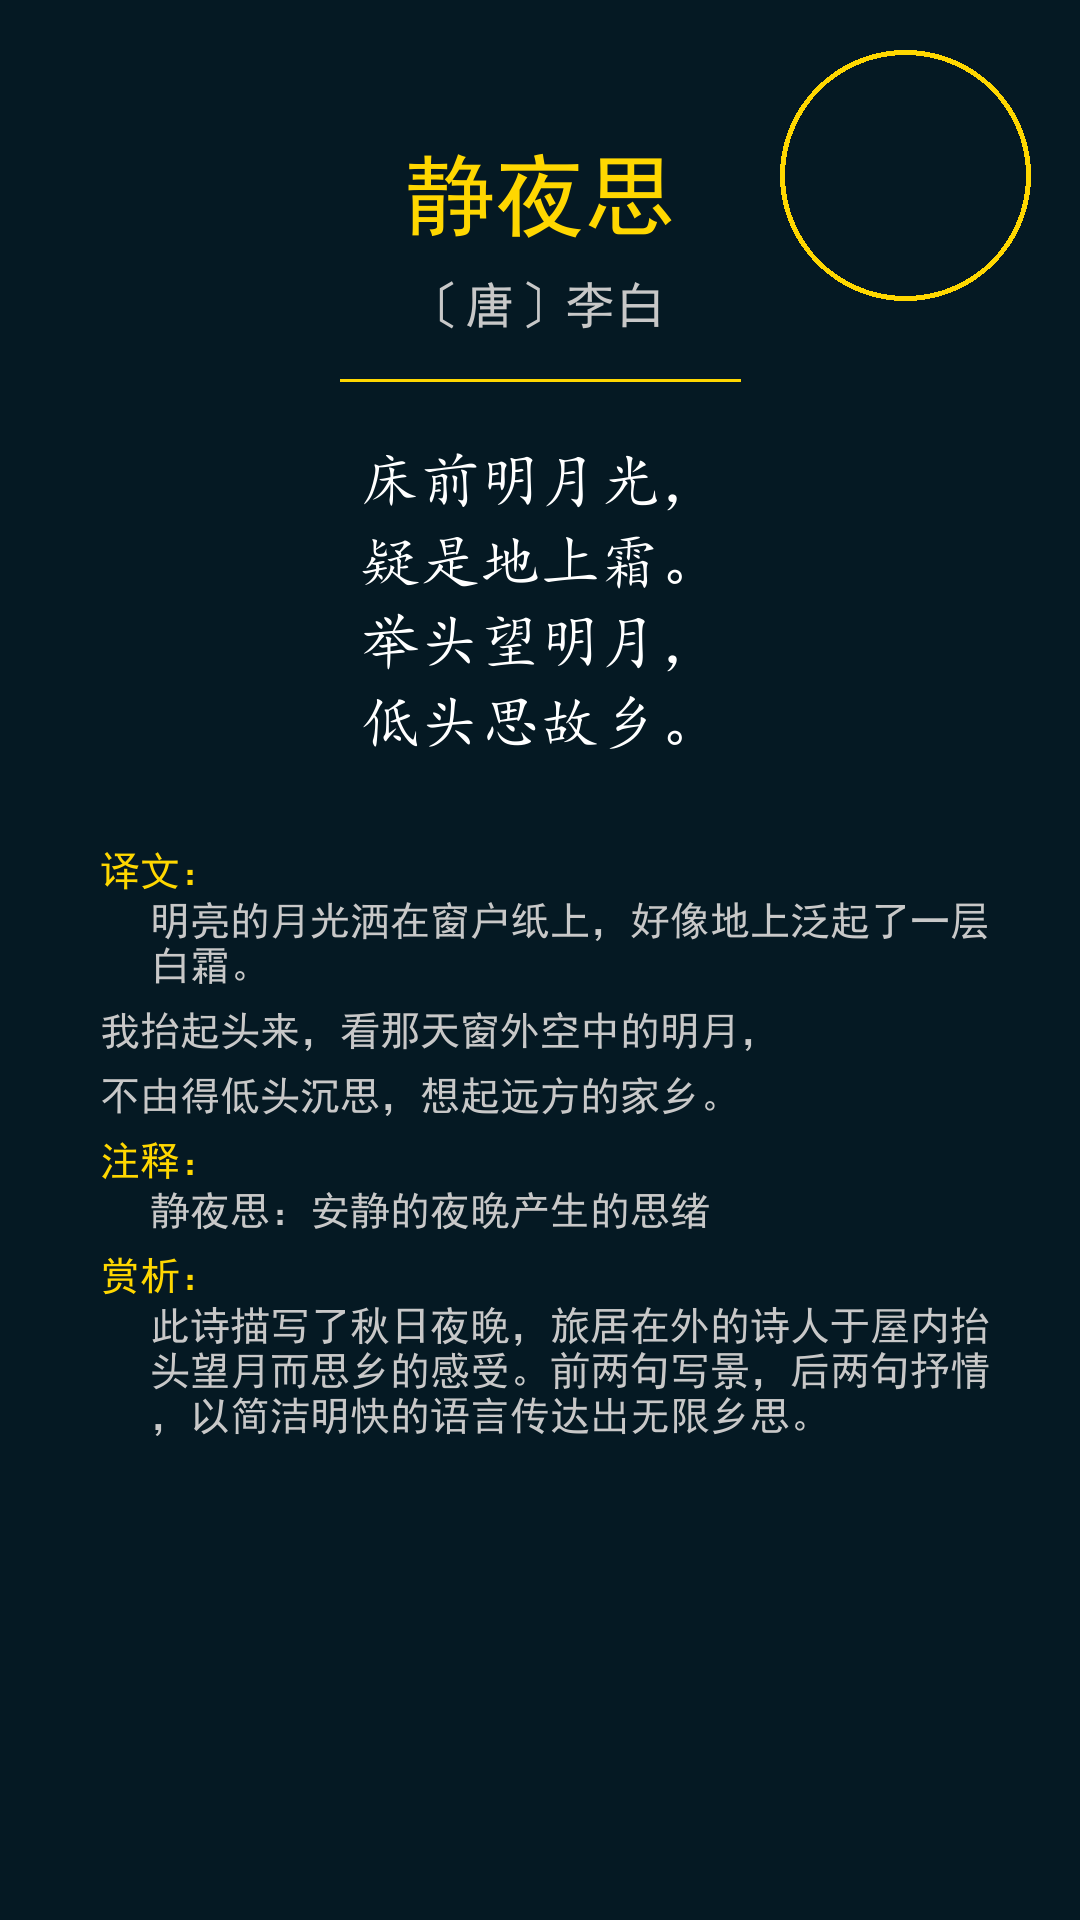 静夜思
〔唐〕李白
床前明月光，
疑是地上霜。
举头望明月，
低头思故乡。
译文：
明亮的月光洒在窗户纸上，好像地上泛起了一层
白霜。
我抬起头来，看那天窗外空中的明月，
不由得低头沉思，想起远方的家乡。
注释：
静夜思：安静的夜晚产生的思绪
赏析：
此诗描写了秋日夜晚，旅居在外的诗人于屋内抬
头望月而思乡的感受。前两句写景，后两句抒情
，以简洁明快的语言传达出无限乡思。